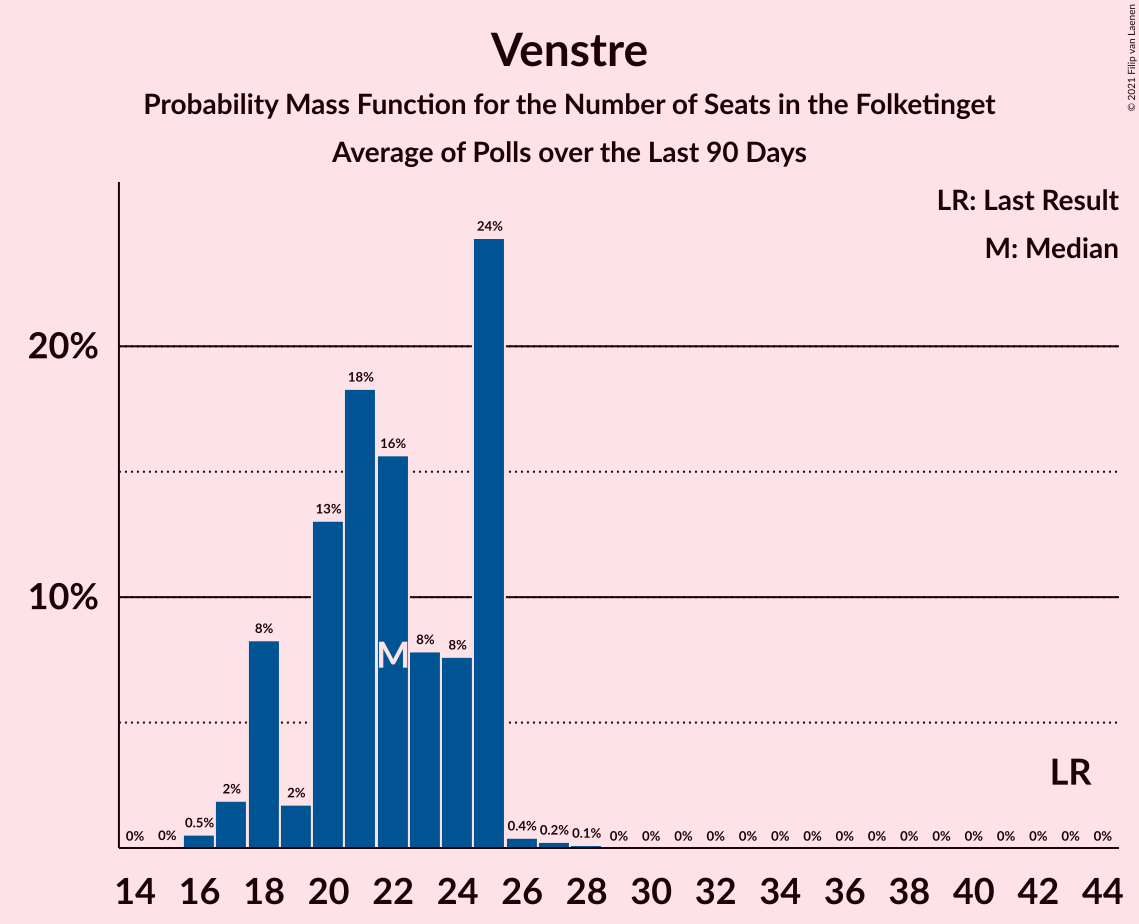 Venstre
Probability Mass Function for the Number of Seats in the Folketinget
Average of Polls over the Last 90 Days
© 2021 Filip van Laenen
LR: Last Result
M: Median
24%
20%
18%
16%
13%
10%
8%
M
8%
8%
LR
2%
2%
0% 0% 0.5% 0.4% 0.2% 0.1% 0% 0% 0% 0% 0% 0% 0% 0% 0% 0% 0% 0% 0% 0% 0% 0%
14 16 18 20 22 24 26 28 30 32 34 36 38 40 42 44